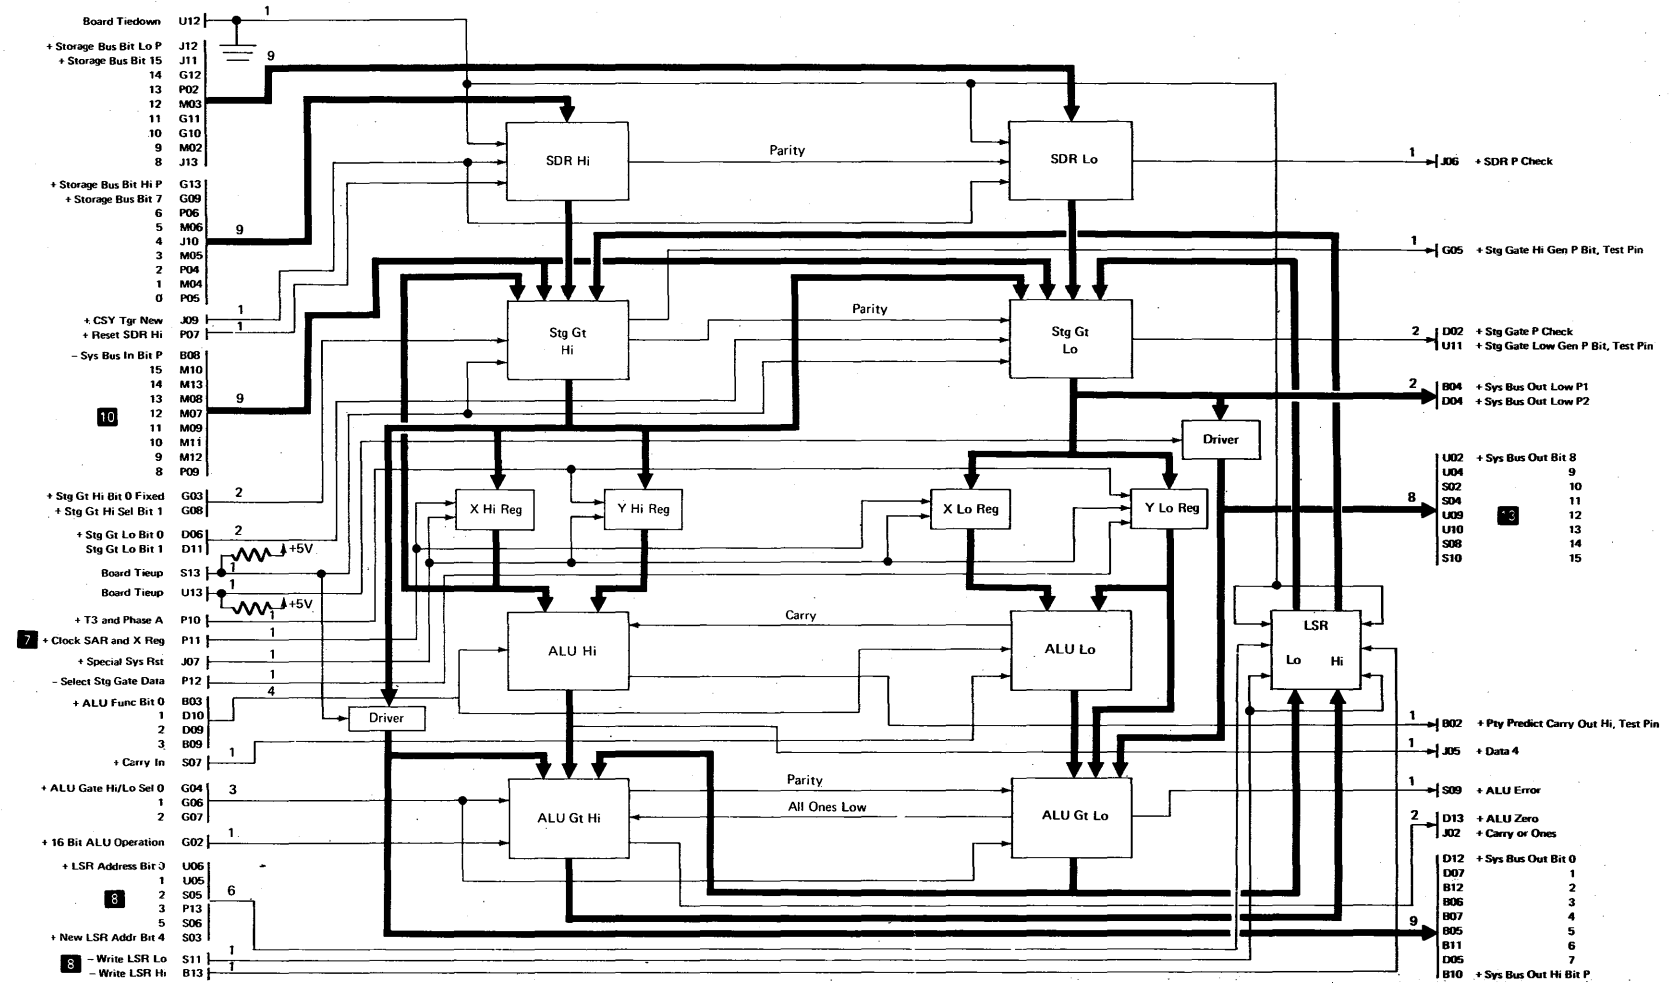 Board Tiedown U12 1
+ Storage Bus Bit Lo P J12
+ Storage Bus Bit 15 J11 9
14 G12
13 P02
12 M03
11 G11
10 G10
9 M02
8 J13
+ Storage Bus Bit Hi P G13
+ Storage Bus Bit 7 G09
6 P06
5 M06 9
4 J10
3 M05
2 P04
1 M04
0 P05
+ CSY Tgr New J09 1
+ Reset SDR Hi P07 1
- Sys Bus In Bit P B08
15 M10
14 M13
13 M08 9
10 12 M07
11 M09
10 M11
9 M12
8 P09
+ Stg Gt Hi Bit 0 Fixed G03 2
+ Stg Gt Hi Sel Bit 1 G08
+ Stg Gt Lo Bit 0 D06 2
Stg Gt Lo Bit 1 D11
+5V
Board Tieup S13 1
Board Tieup U13 1
+5V
+ T3 and Phase A P10 1
7 + Clock SAR and X Reg P11 1
+ Special Sys Rst J07 1
- Select Stg Gate Data P12 1
+ ALU Func Bit 0 B03 4
1 D10
2 D09
3 B09
+ Carry In S07 1
+ ALU Gate Hi/Lo Sel 0 G04 3
1 G06
2 G07
+ 16 Bit ALU Operation G02 1
+ LSR Address Bit 0 U06
1 U05
8 2 S05 6
3 P13
5 S06
+ New LSR Addr Bit 4 S03
8 - Write LSR Lo S11 1
- Write LSR Hi B13 1
SDR Hi
Parity
SDR Lo
Stg Gt
Hi
Parity
Stg Gt
Lo
Driver
X Hi Reg
Y Hi Reg
X Lo Reg
Y Lo Reg
ALU Hi
Carry
ALU Lo
LSR
Lo Hi
Driver
ALU Gt Hi
Parity
All Ones Low
ALU Gt Lo
1 J06 + SDR P Check
1 G05 + Stg Gate Hi Gen P Bit, Test Pin
2 D02 + Stg Gate P Check
U11 + Stg Gate Low Gen P Bit, Test Pin
2 B04 + Sys Bus Out Low P1
D04 + Sys Bus Out Low P2
U02 + Sys Bus Out Bit 8
U04 9
S02 10
8 S04 11
U09 12 13
U10 13
S08 14
S10 15
1 B02 + Pty Predict Carry Out Hi, Test Pin
1 J05 + Data 4
1 S09 + ALU Error
2 D13 + ALU Zero
J02 + Carry or Ones
D12 + Sys Bus Out Bit 0
D07 1
B12 2
B06 3
B07 4
9 B05 5
B11 6
D05 7
B10 + Sys Bus Out Hi Bit P